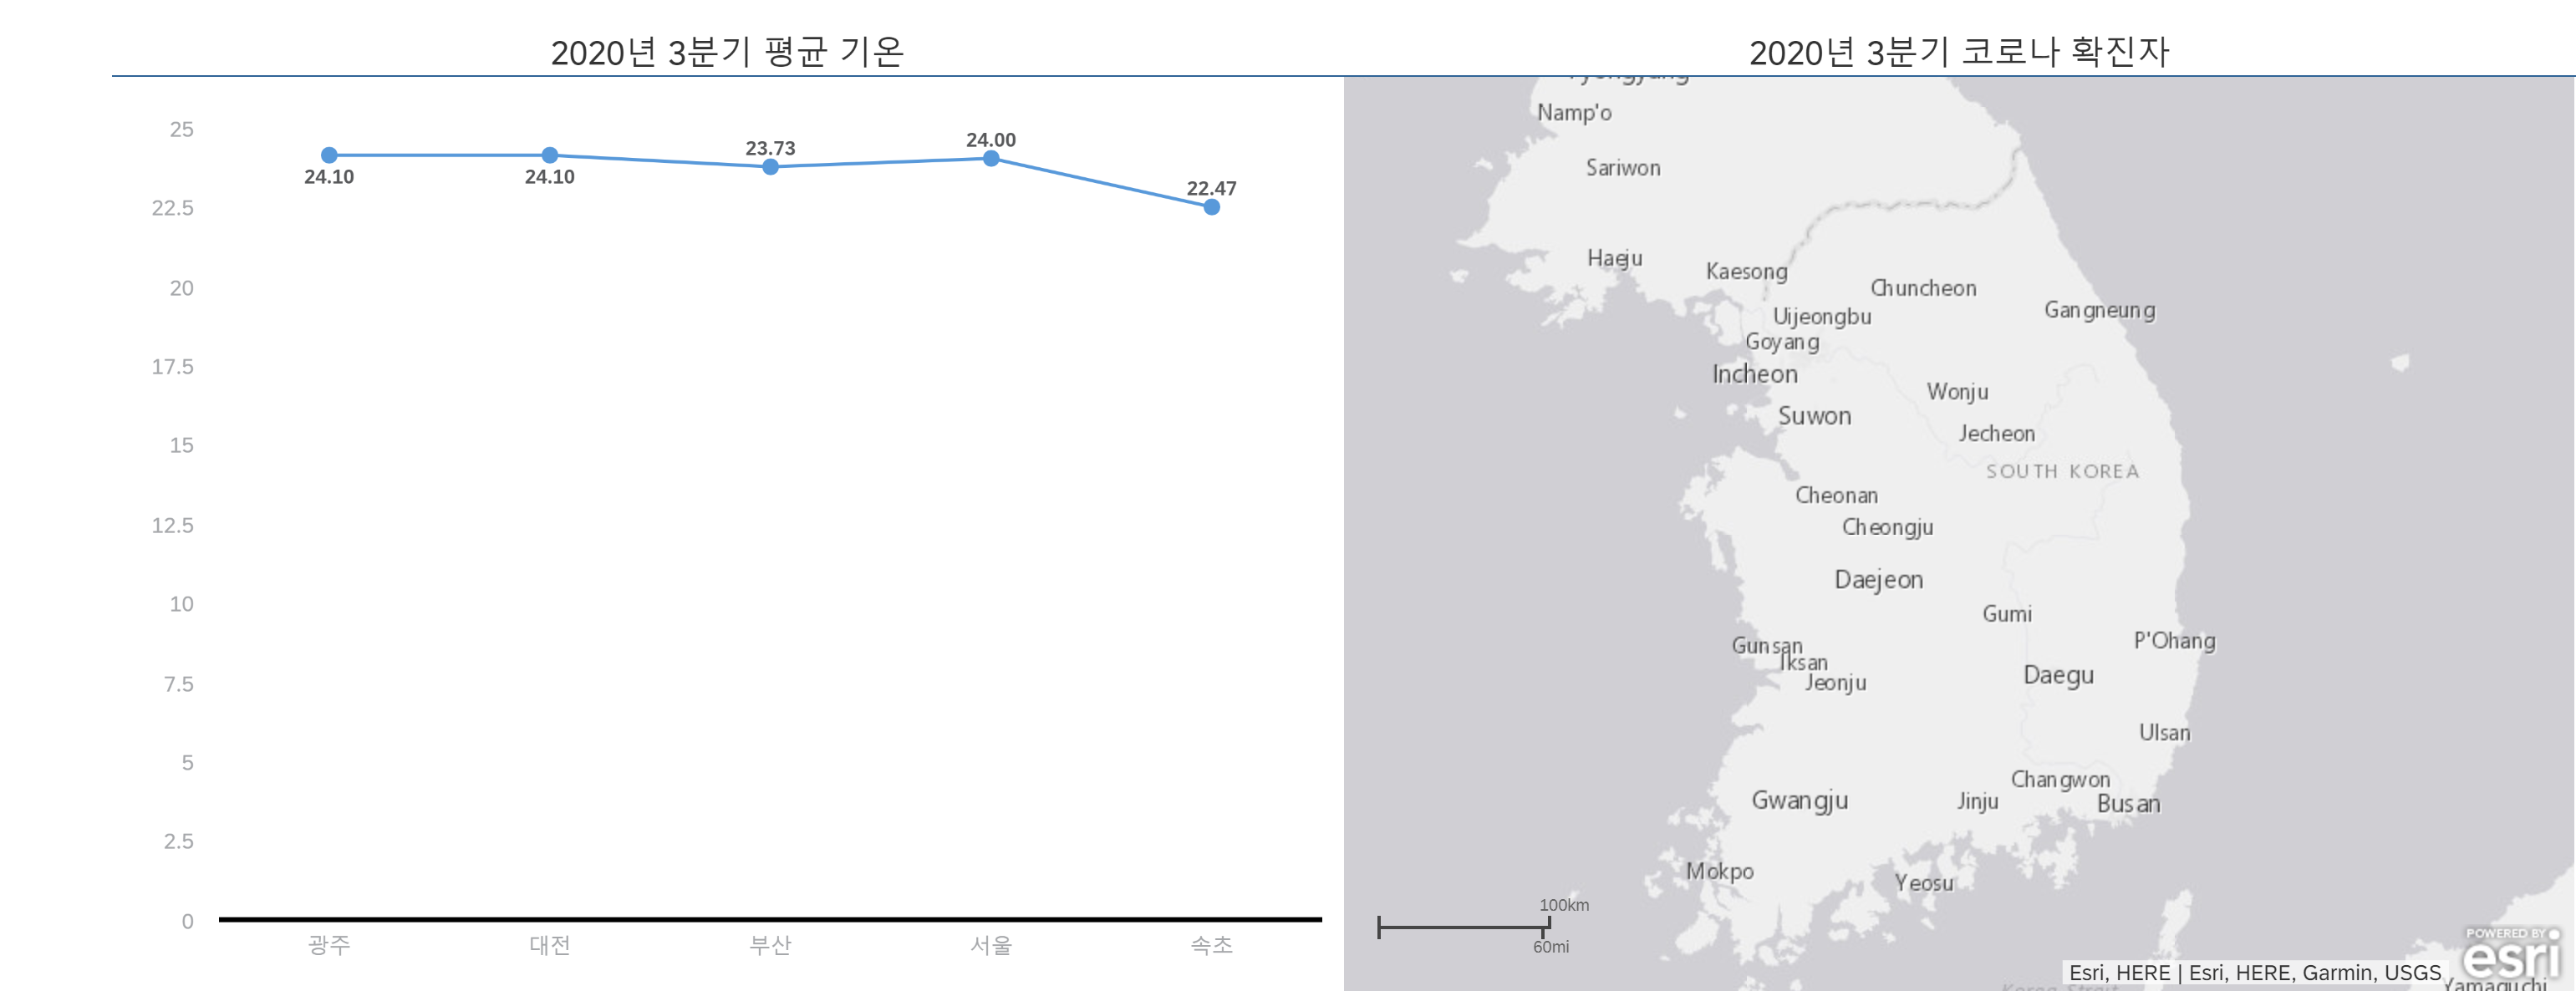 2020년 3분기 평균 기온
25
22.5
20
17.5
15
12.5
10
7.5
5
2.5
0
24.10
24.10
23.73
24.00
22.47
광주
대전
부산
서울
속초
2020년 3분기 코로나 확진자
Namp'o
Sariwon
Haeju
Kaesong
Chuncheon
Gangneung
Uijeongbu
Goyang
Incheon
Wonju
Suwon
Jecheon
SOUTH KOREA
Cheonan
Cheongju
Daejeon
Gumi
Gunsan
P'Ohang
Iksan
Jeonju
Daegu
Ulsan
Changwon
Gwangju
Jinju
Busan
Mokpo
Yeosu
100km
60mi
POWERED BY
esri
Esri, HERE | Esri, HERE, Garmin, USGS
Yamaguchi